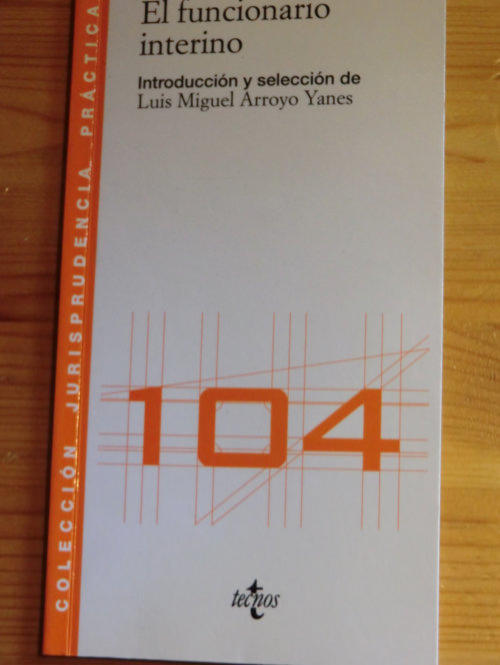 El funcionario
interino
Introducción y selección de
Luis Miguel Arroyo Yanes
COLECCIÓN JURISPRUDENCIA PRÁCTICA
104
tecnos